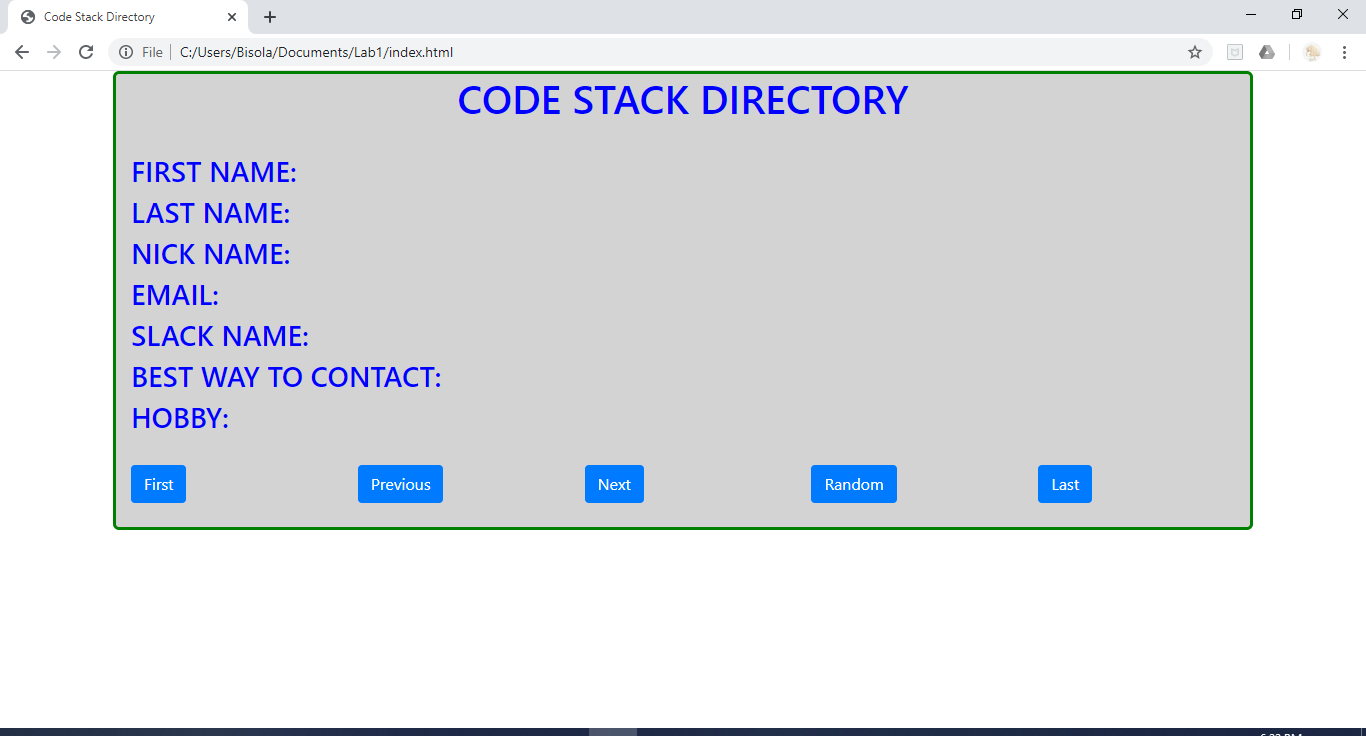 Code Stack Directory
File C:/Users/Bisola/Documents/Lab1/index.html
CODE STACK DIRECTORY
FIRST NAME:
LAST NAME:
NICK NAME:
EMAIL:
SLACK NAME:
BEST WAY TO CONTACT:
HOBBY:
First Previous Next Random Last